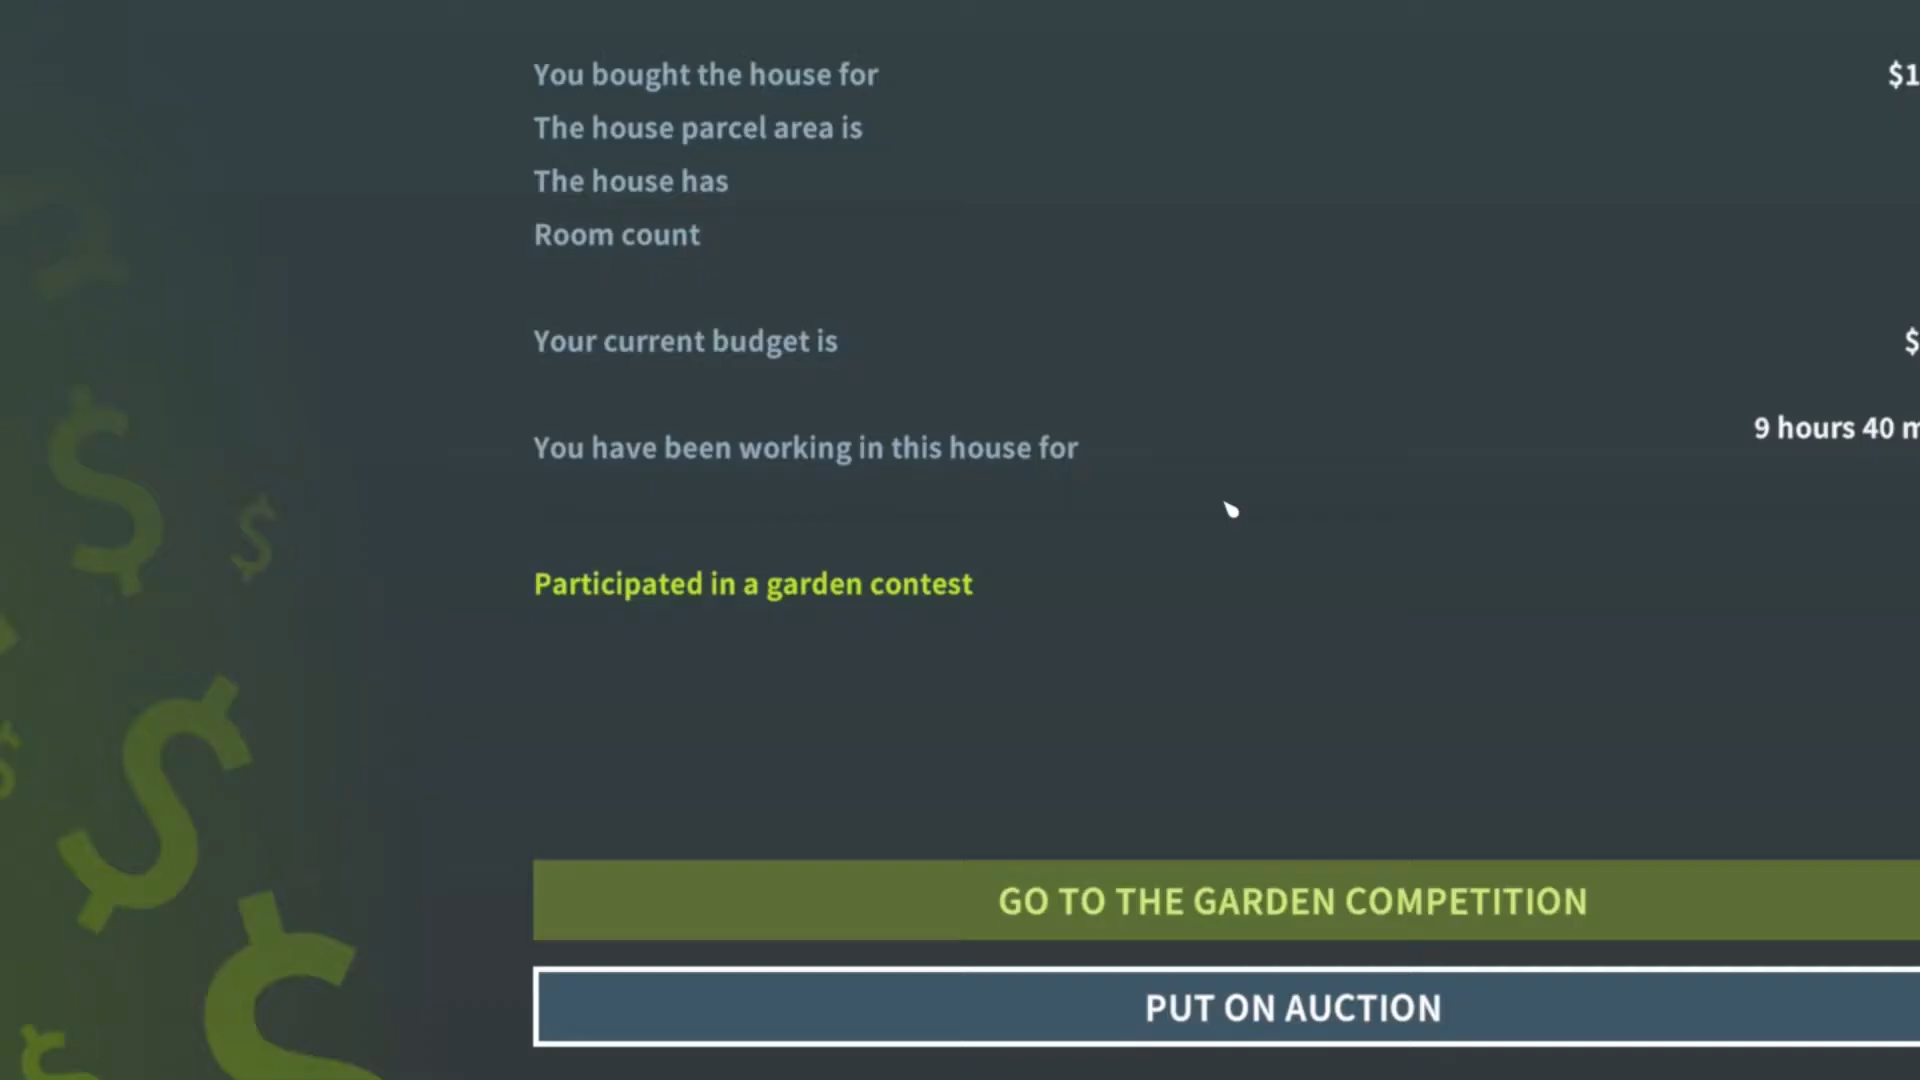 You bought the house for $1
The house parcel area is
The house has
Room count
Your current budget is $
You have been working in this house for 9 hours 40 m
Participated in a garden contest
GO TO THE GARDEN COMPETITION
PUT ON AUCTION